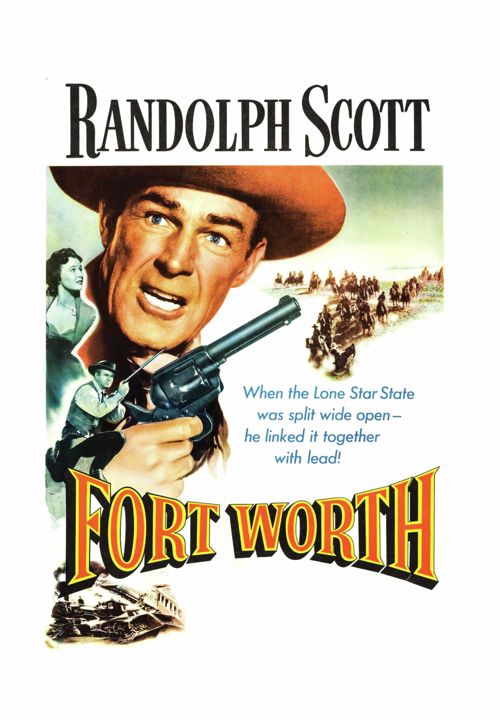 RANDOLPH SCOTT
When the Lone Star State
was split wide open—
he linked it together
with lead!
FORT WORTH